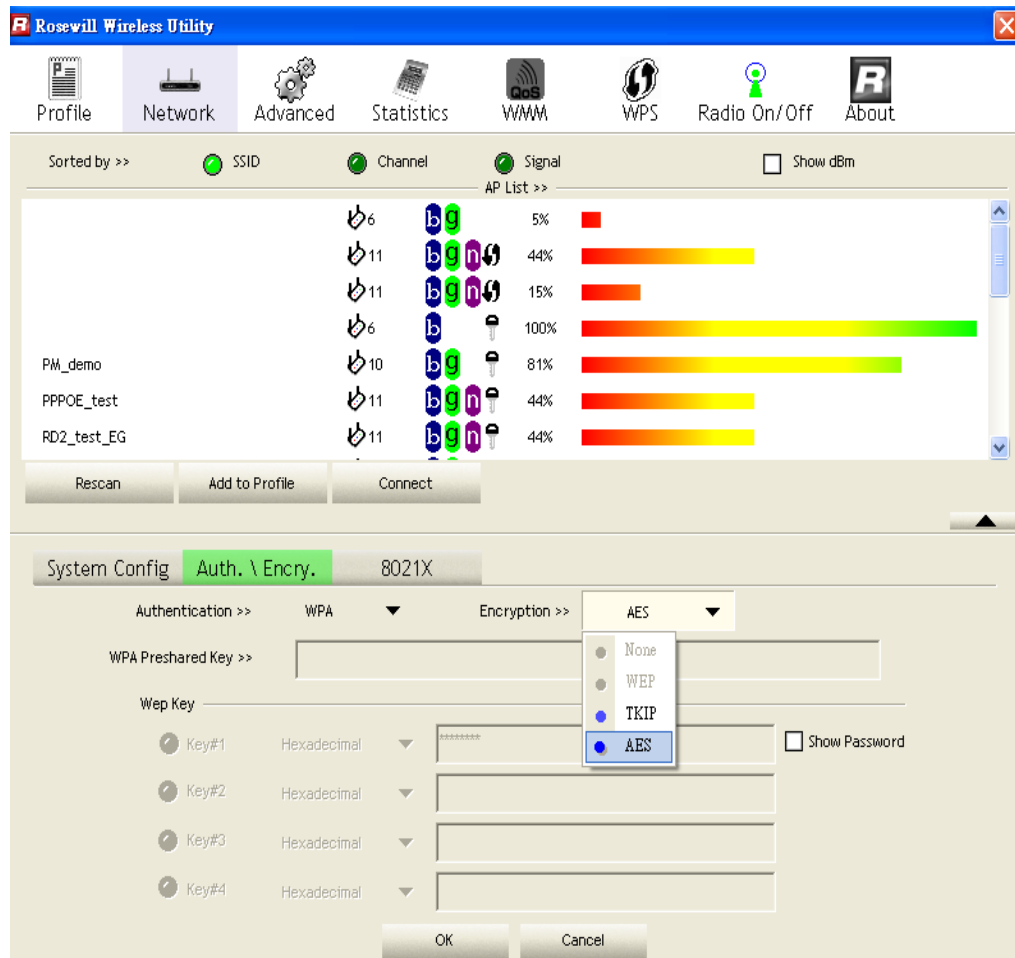 R Rosewill Wireless Utility
Profile Network Advanced Statistics QoS WMM WPS Radio On/Off About
Sorted by >> SSID Channel Signal Show dBm
AP List >>
6 b g 5%
11 b g n 44%
11 b g n 15%
6 b 100%
PM_demo 10 b g 81%
PPPOE_test 11 b g n 44%
RD2_test_EG 11 b g n 44%
Rescan Add to Profile Connect
System Config Auth. \ Encry. 8021X
Authentication >> WPA Encryption >> AES
WPA Preshared Key >>
None
WEP
TKIP
AES
Wep Key
Key#1 Hexadecimal ******** Show Password
Key#2 Hexadecimal
Key#3 Hexadecimal
Key#4 Hexadecimal
OK Cancel